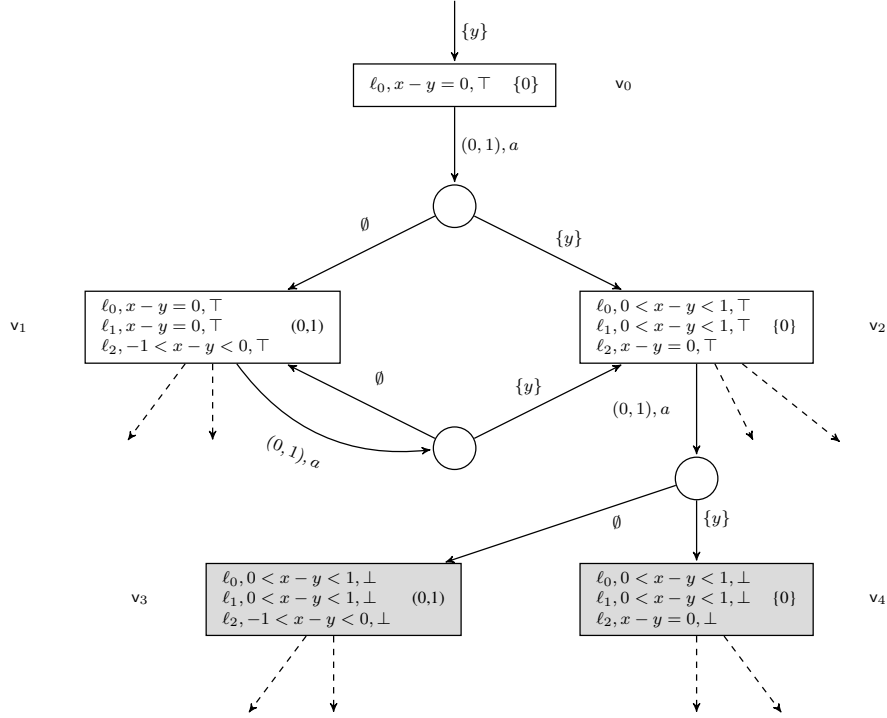 {y}
ℓ₀, x − y = 0, ⊤ {0}
v₀
(0, 1), a
∅
{y}
v₁
ℓ₀, x − y = 0, ⊤
ℓ₁, x − y = 0, ⊤ (0,1)
ℓ₂, −1 < x − y < 0, ⊤
ℓ₀, 0 < x − y < 1, ⊤
ℓ₁, 0 < x − y < 1, ⊤ {0}
ℓ₂, x − y = 0, ⊤
v₂
∅
{y}
(0, 1), a
(0, 1), a
∅
{y}
v₃
ℓ₀, 0 < x − y < 1, ⊥
ℓ₁, 0 < x − y < 1, ⊥ (0,1)
ℓ₂, −1 < x − y < 0, ⊥
ℓ₀, 0 < x − y < 1, ⊥
ℓ₁, 0 < x − y < 1, ⊥ {0}
ℓ₂, x − y = 0, ⊥
v₄